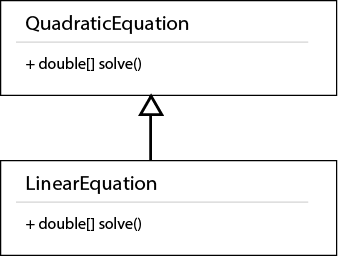 QuadraticEquation
+ double[] solve()
LinearEquation
+ double[] solve()